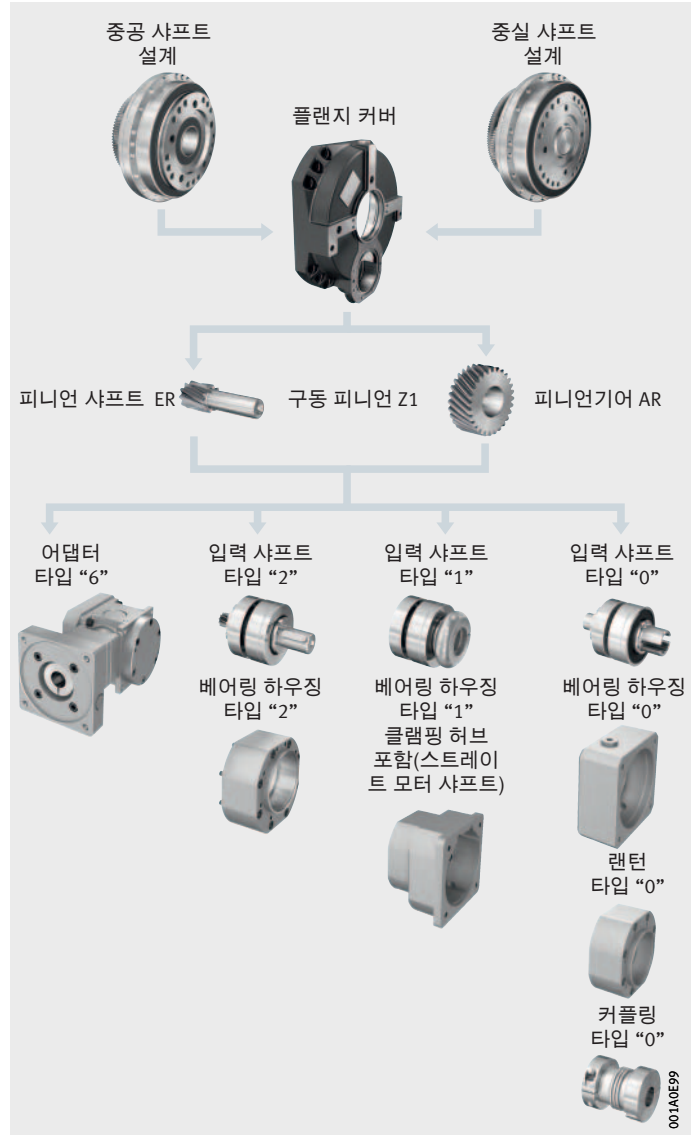 중공 샤프트
설계
중실 샤프트
설계
플랜지 커버
피니언 샤프트 ER
구동 피니언 Z1
피니언기어 AR
어댑터
타입 “6”
입력 샤프트
타입 “2”
베어링 하우징
타입 “2”
입력 샤프트
타입 “1”
베어링 하우징
타입 “1”
클램핑 허브
포함(스트레이
트 모터 샤프트)
입력 샤프트
타입 “0”
베어링 하우징
타입 “0”
랜턴
타입 “0”
커플링
타입 “0”
001A0E99